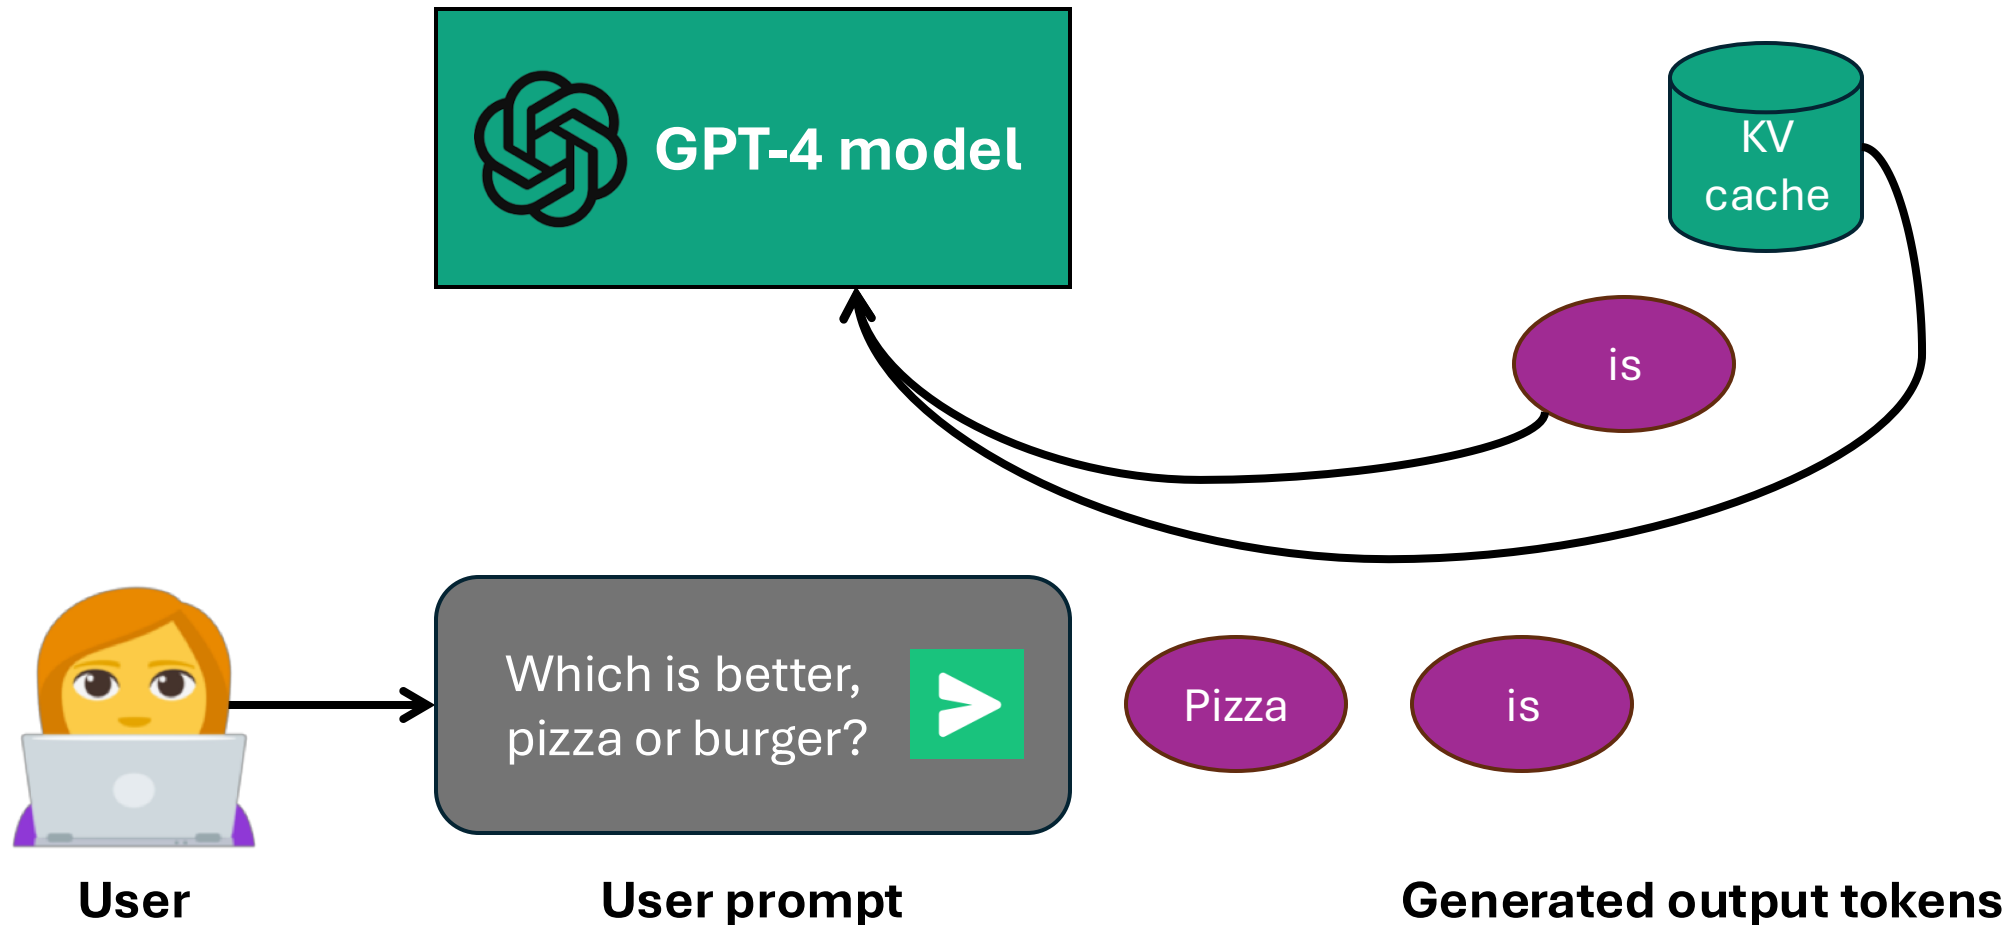 GPT-4 model
KV
cache
is
Which is better,
pizza or burger?
Pizza
is
User
User prompt
Generated output tokens